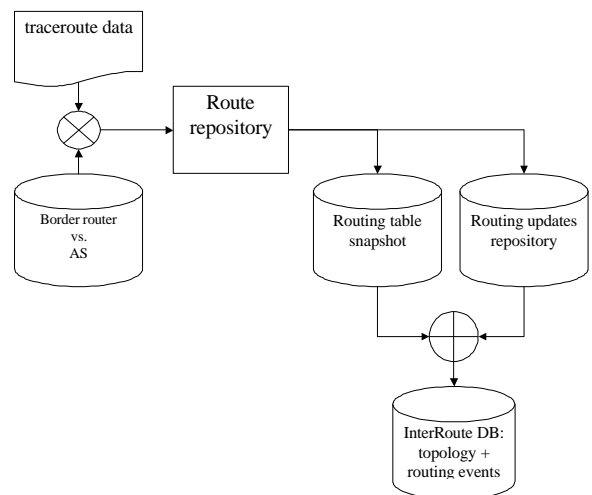 traceroute data
Route
repository
Border router
vs.
AS
Routing table
snapshot
Routing updates
repository
InterRoute DB:
topology +
routing events